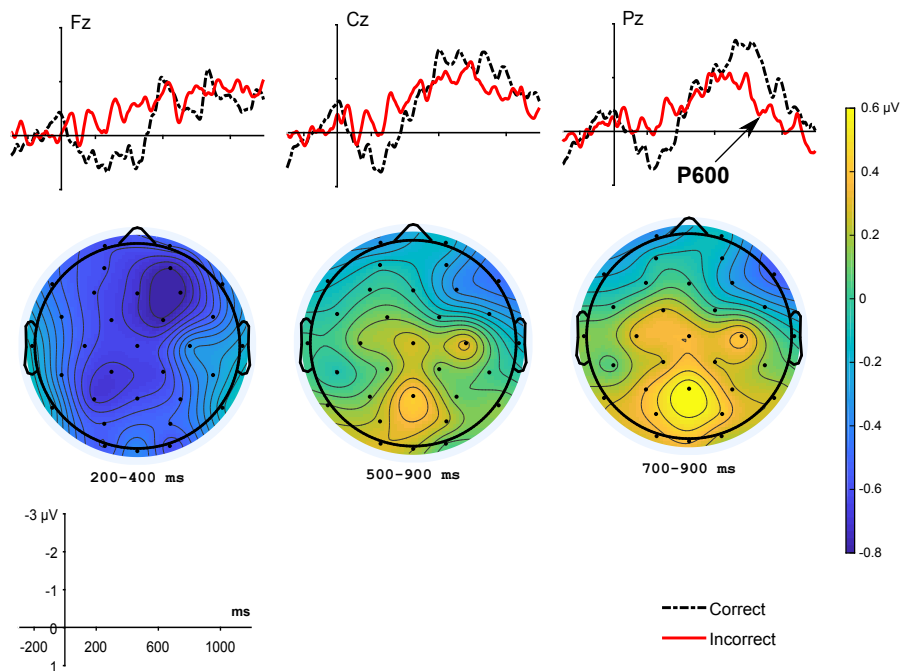 Fz
Cz
Pz
P600
0.6 µV
0.4
0.2
0
-0.2
-0.4
-0.6
-0.8
200-400 ms
500-900 ms
700-900 ms
-3 µV
-2
-1
0
1
ms
-200 0 200 600 1000
Correct
Incorrect